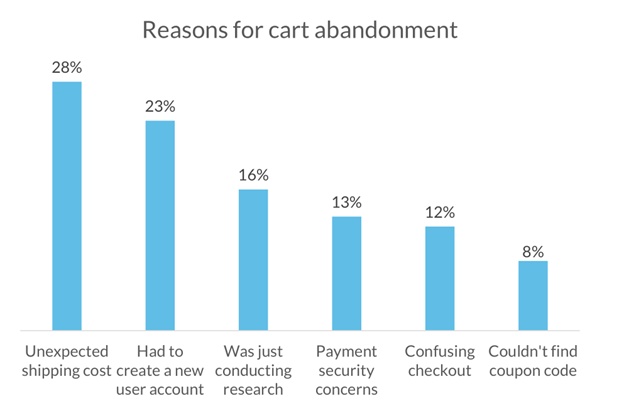 Reasons for cart abandonment
28%
23%
16%
13%
12%
8%
Unexpected
shipping cost
Had to
create a new
user account
Was just
conducting
research
Payment
security
concerns
Confusing
checkout
Couldn't find
coupon code